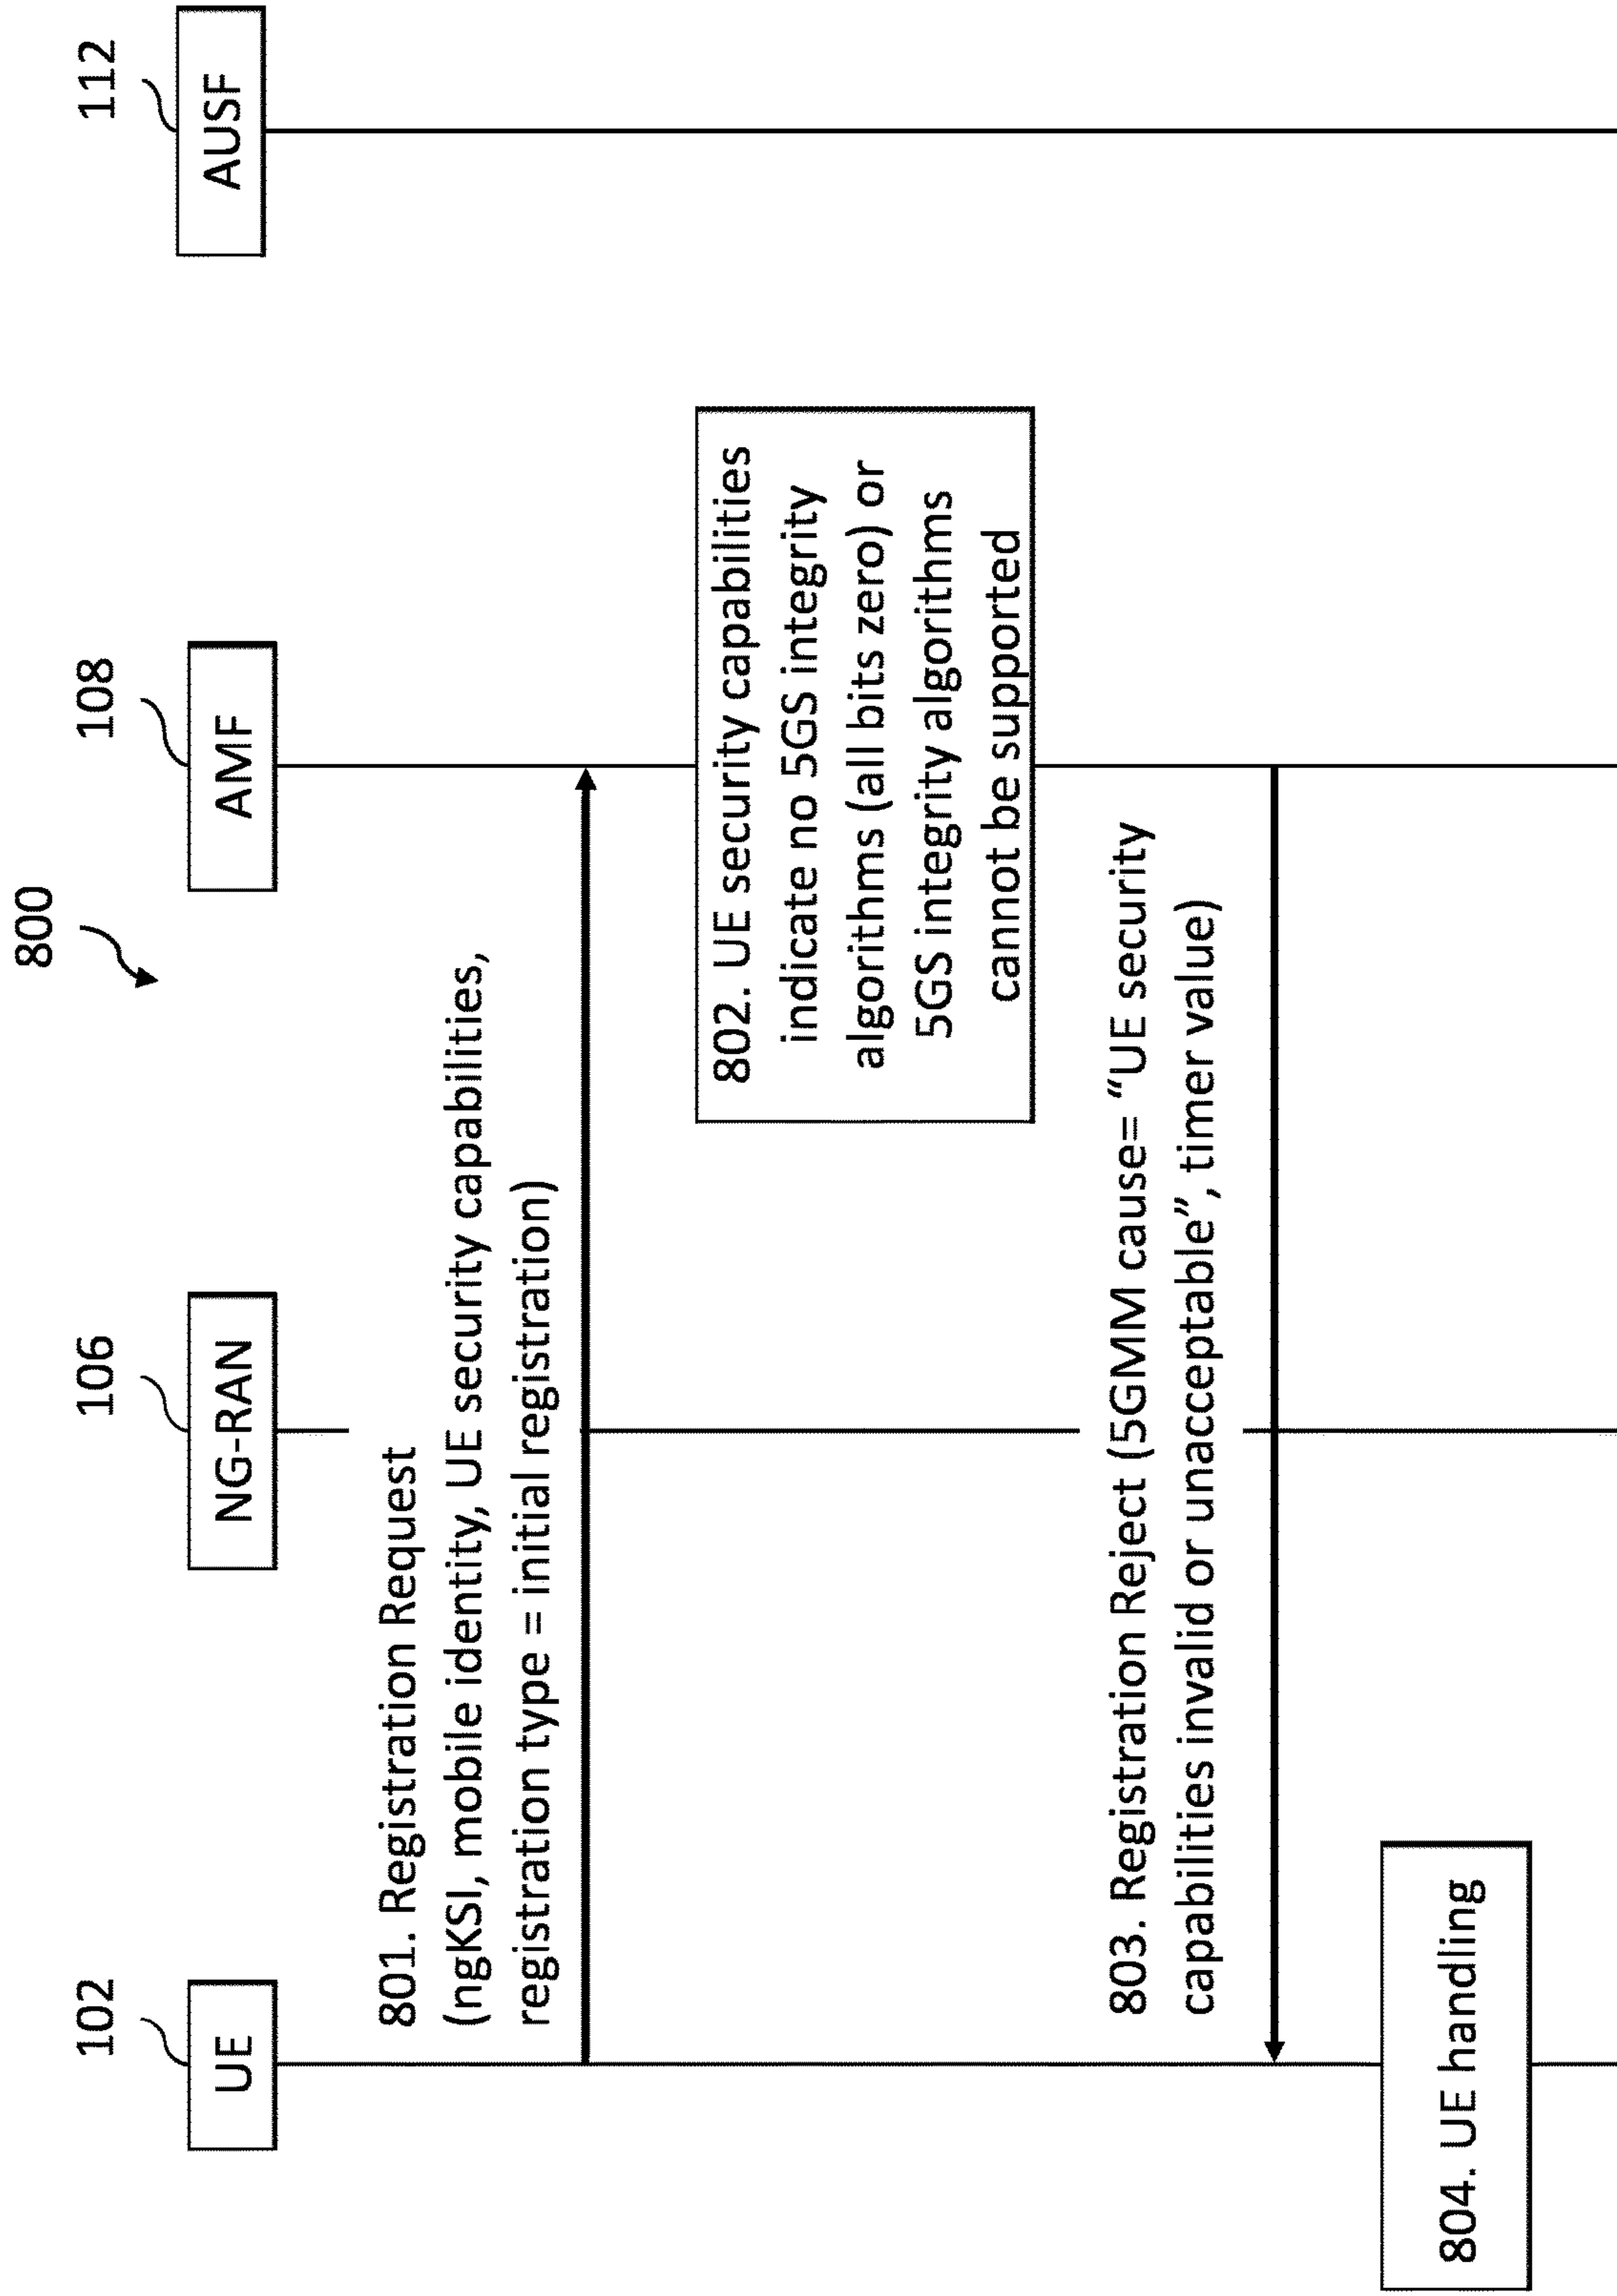 800
102
106
108
112
UE
NG-RAN
AMF
AUSF
801. Registration Request
(ngKSI, mobile identity, UE security capabilities,
registration type = initial registration)
802. UE security capabilities
indicate no 5GS integrity
algorithms (all bits zero) or
5GS integrity algorithms
cannot be supported
803. Registration Reject (5GMM cause= “UE security
capabilities invalid or unacceptable”, timer value)
804. UE handling